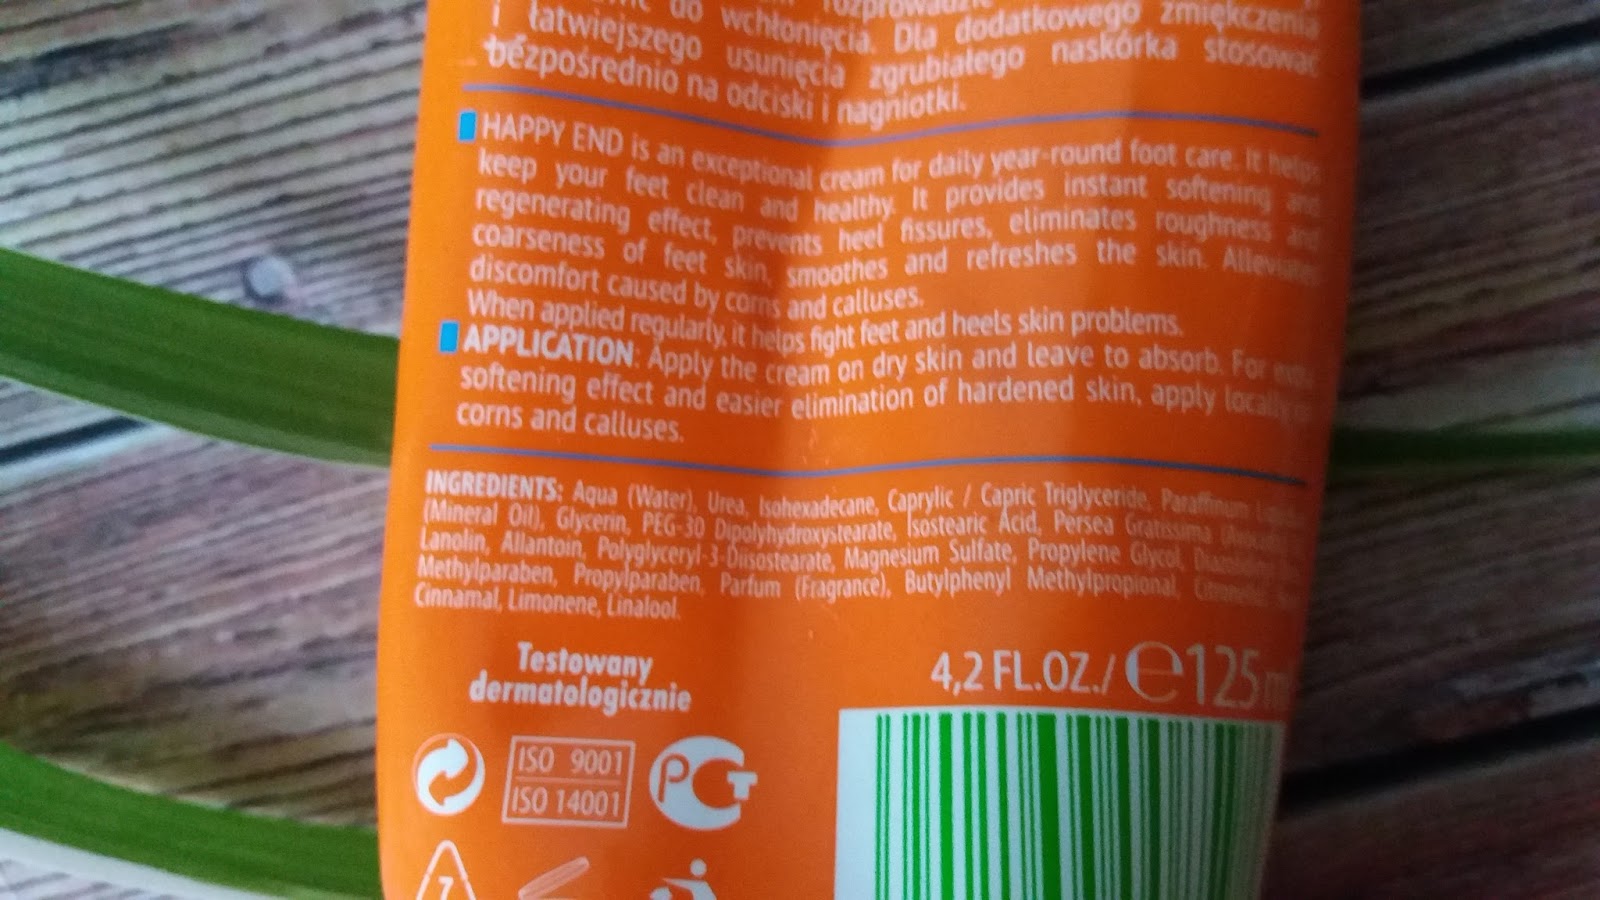 do wchłonięcia. Dla dodatkowego zmiękczenia
i łatwiejszego usunięcia zgrubiałego naskórka stosować
bezpośrednio na odciski i nagniotki.
HAPPY END is an exceptional cream for daily year-round foot care. It helps
keep your feet clean and healthy. It provides instant softening and
regenerating effect, prevents heel fissures, eliminates roughness and
coarseness of feet skin, smoothes and refreshes the skin. Alleviates
discomfort caused by corns and calluses.
When applied regularly, it helps fight feet and heels skin problems.
APPLICATION: Apply the cream on dry skin and leave to absorb. For extra
softening effect and easier elimination of hardened skin, apply locally
corns and calluses.
INGREDIENTS: Aqua (Water), Urea, Isohexadecane, Caprylic / Capric Triglyceride, Paraffinum
(Mineral Oil), Glycerin, PEG-30 Dipolyhydroxystearate, Isostearic Acid, Persea Gratissima
Lanolin, Allantoin, Polyglyceryl-3-Diisostearate, Magnesium Sulfate, Propylene Glycol,
Methylparaben, Propylparaben, Parfum (Fragrance), Butylphenyl Methylpropional,
Cinnamal, Limonene, Linalool.
Testowany
dermatologicznie
4,2 FL.OZ./ ℮125
ISO 9001
ISO 14001
PCT
7